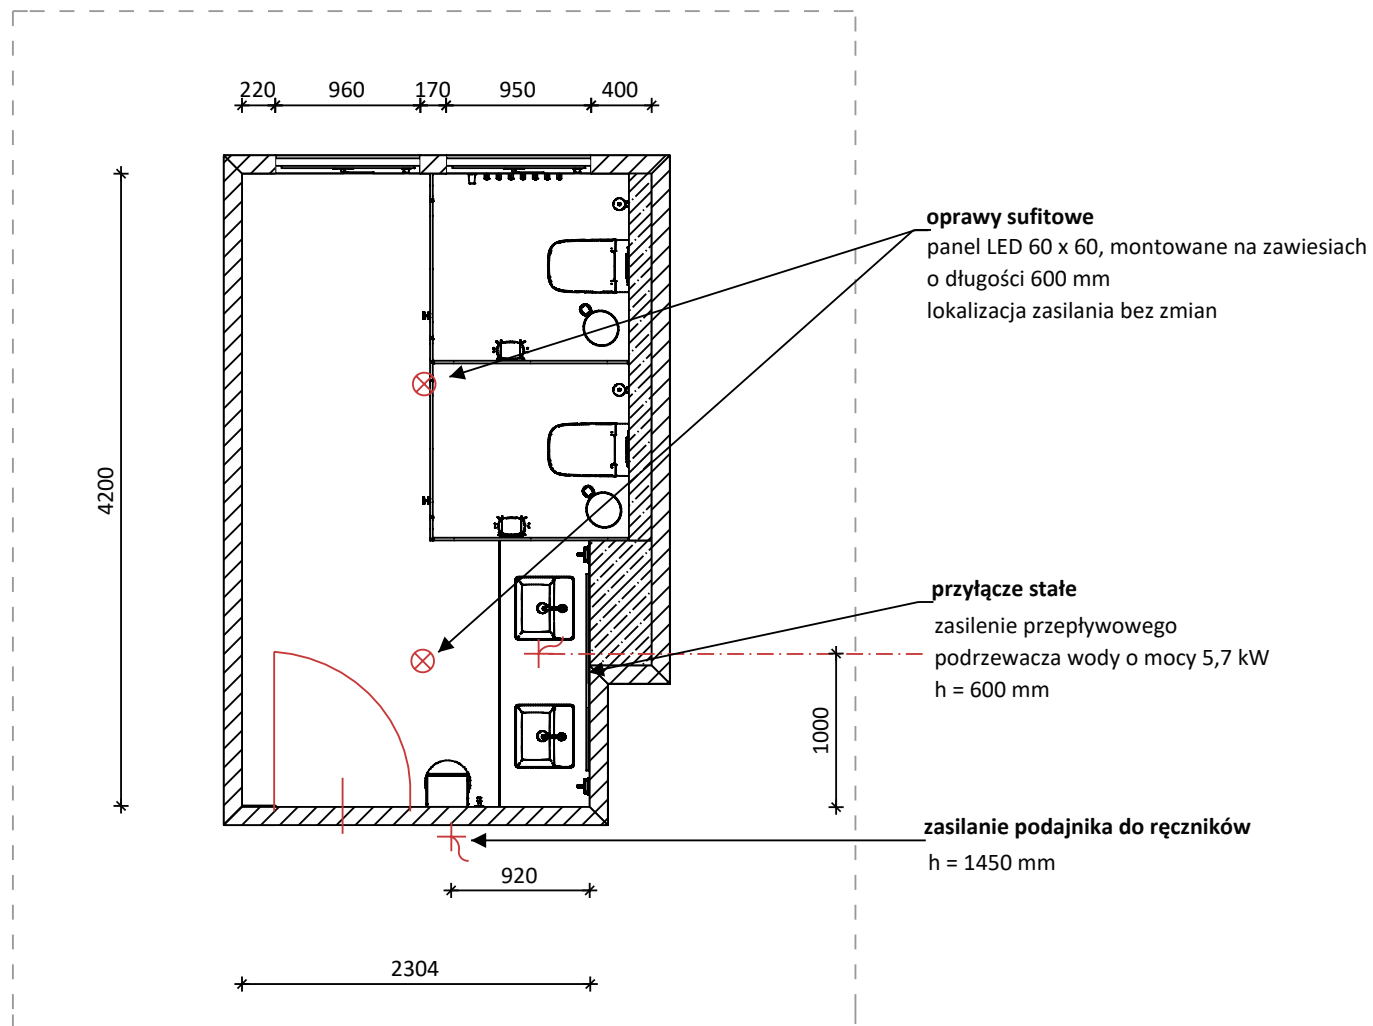 220 960 170 950 400
oprawy sufitowe
panel LED 60 x 60, montowane na zawiesiach
o długości 600 mm
lokalizacja zasilania bez zmian
4200
przyłącze stałe
zasilenie przepływowego
podrzewacza wody o mocy 5,7 kW
h = 600 mm
1000
zasilanie podajnika do ręczników
h = 1450 mm
920
2304